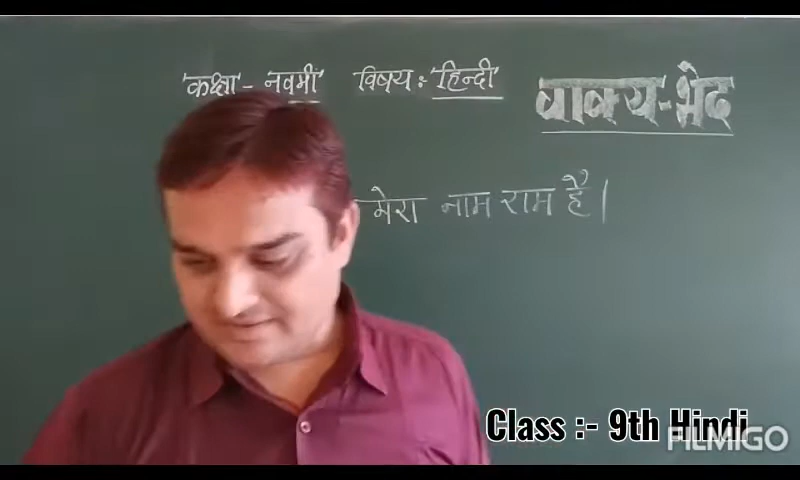 'कक्षा' - नवमीं' विषय :- 'हिन्दी' वाक्य-भेद
मेरा नाम राम है।
Class :- 9th Hindi
FILMIGO